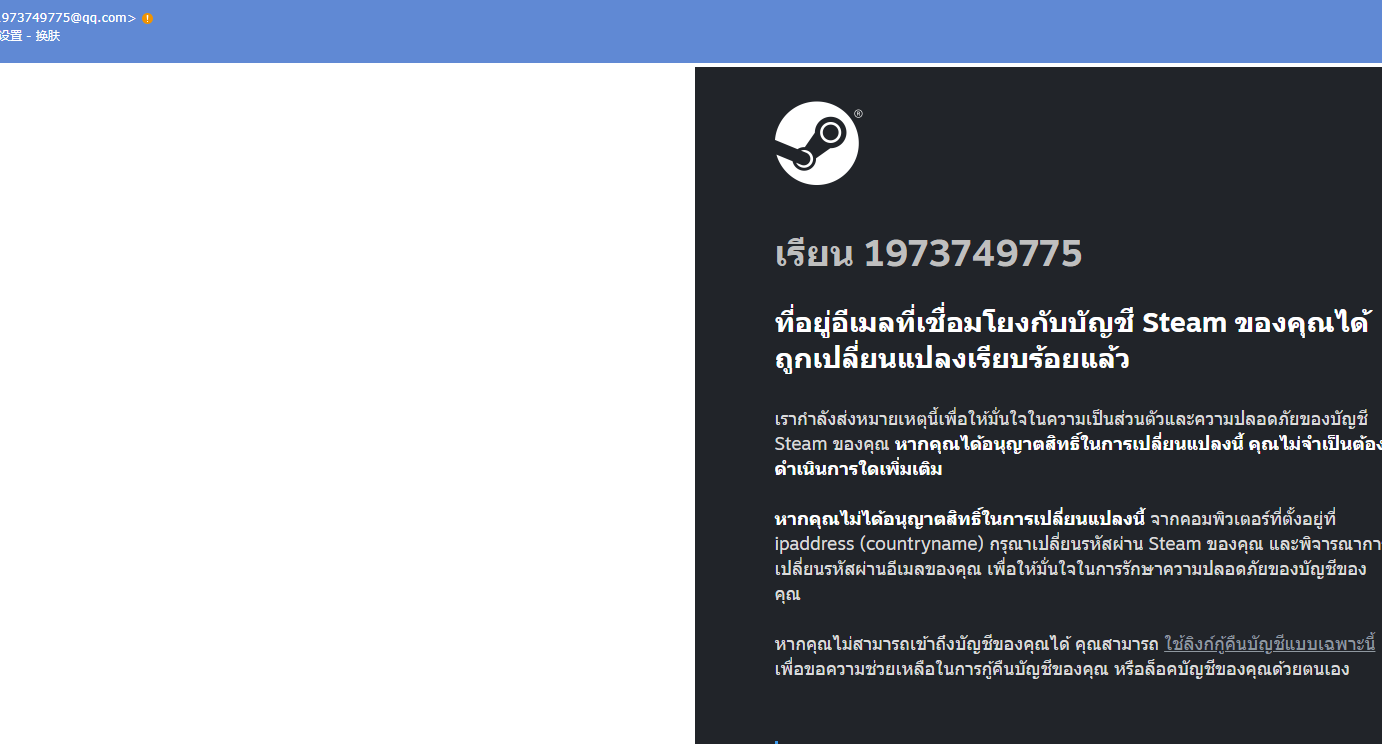 1973749775@qq.com>
设置 - 换肤
®
เรียน 1973749775
ที่อยู่อีเมลที่เชื่อมโยงกับบัญชี Steam ของคุณได้
ถูกเปลี่ยนแปลงเรียบร้อยแล้ว
เรากำลังส่งหมายเหตุนี้เพื่อให้มั่นใจในความเป็นส่วนตัวและความปลอดภัยของบัญชี
Steam ของคุณ หากคุณได้อนุญาตสิทธิ์ในการเปลี่ยนแปลงนี้ คุณไม่จำเป็นต้อง
ดำเนินการใดเพิ่มเติม
หากคุณไม่ได้อนุญาตสิทธิ์ในการเปลี่ยนแปลงนี้ จากคอมพิวเตอร์ที่ตั้งอยู่ที่
ipaddress (countryname) กรุณาเปลี่ยนรหัสผ่าน Steam ของคุณ และพิจารณากา
เปลี่ยนรหัสผ่านอีเมลของคุณ เพื่อให้มั่นใจในการรักษาความปลอดภัยของบัญชีของ
คุณ
หากคุณไม่สามารถเข้าถึงบัญชีของคุณได้ คุณสามารถ ใช้ลิงก์กู้คืนบัญชีแบบเฉพาะนี้
เพื่อขอความช่วยเหลือในการกู้คืนบัญชีของคุณ หรือล็อคบัญชีของคุณด้วยตนเอง